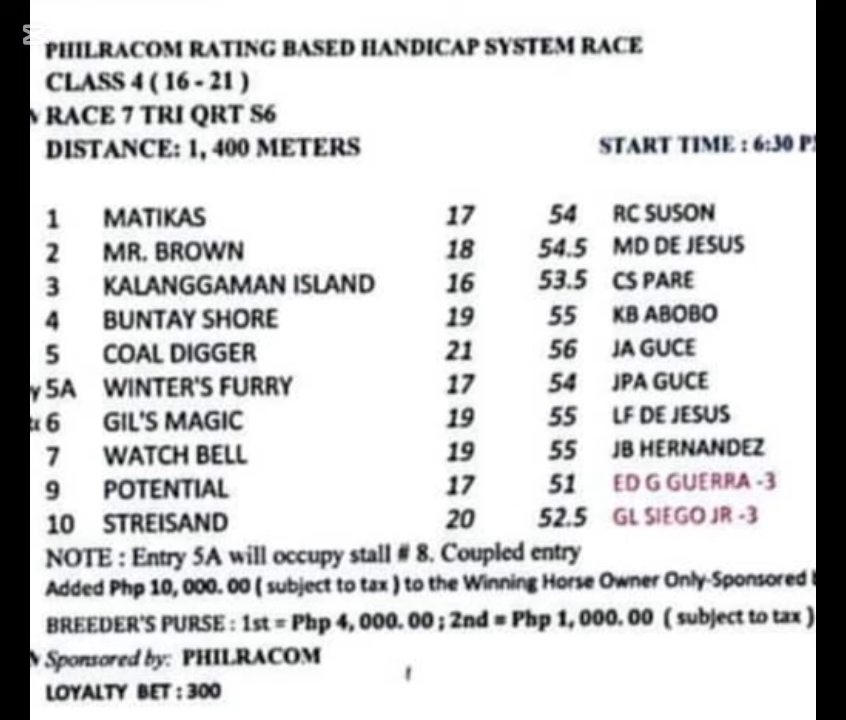 PHILRACOM RATING BASED HANDICAP SYSTEM RACE
CLASS 4 ( 16 - 21 )
RACE 7 TRI QRT S6
DISTANCE: 1, 400 METERS START TIME : 6:30 P
1 MATIKAS 17 54 RC SUSON
2 MR. BROWN 18 54.5 MD DE JESUS
3 KALANGGAMAN ISLAND 16 53.5 CS PARE
4 BUNTAY SHORE 19 55 KB ABOBO
5 COAL DIGGER 21 56 JA GUCE
y 5A WINTER'S FURRY 17 54 JPA GUCE
6 GIL'S MAGIC 19 55 LF DE JESUS
7 WATCH BELL 19 55 JB HERNANDEZ
9 POTENTIAL 17 51 ED G GUERRA -3
10 STREISAND 20 52.5 GL SIEGO JR -3
NOTE : Entry 5A will occupy stall # 8. Coupled entry
Added Php 10, 000. 00 ( subject to tax ) to the Winning Horse Owner Only-Sponsored
BREEDER'S PURSE : 1st = Php 4, 000. 00 ; 2nd = Php 1, 000. 00 ( subject to tax )
Sponsored by: PHILRACOM
LOYALTY BET : 300